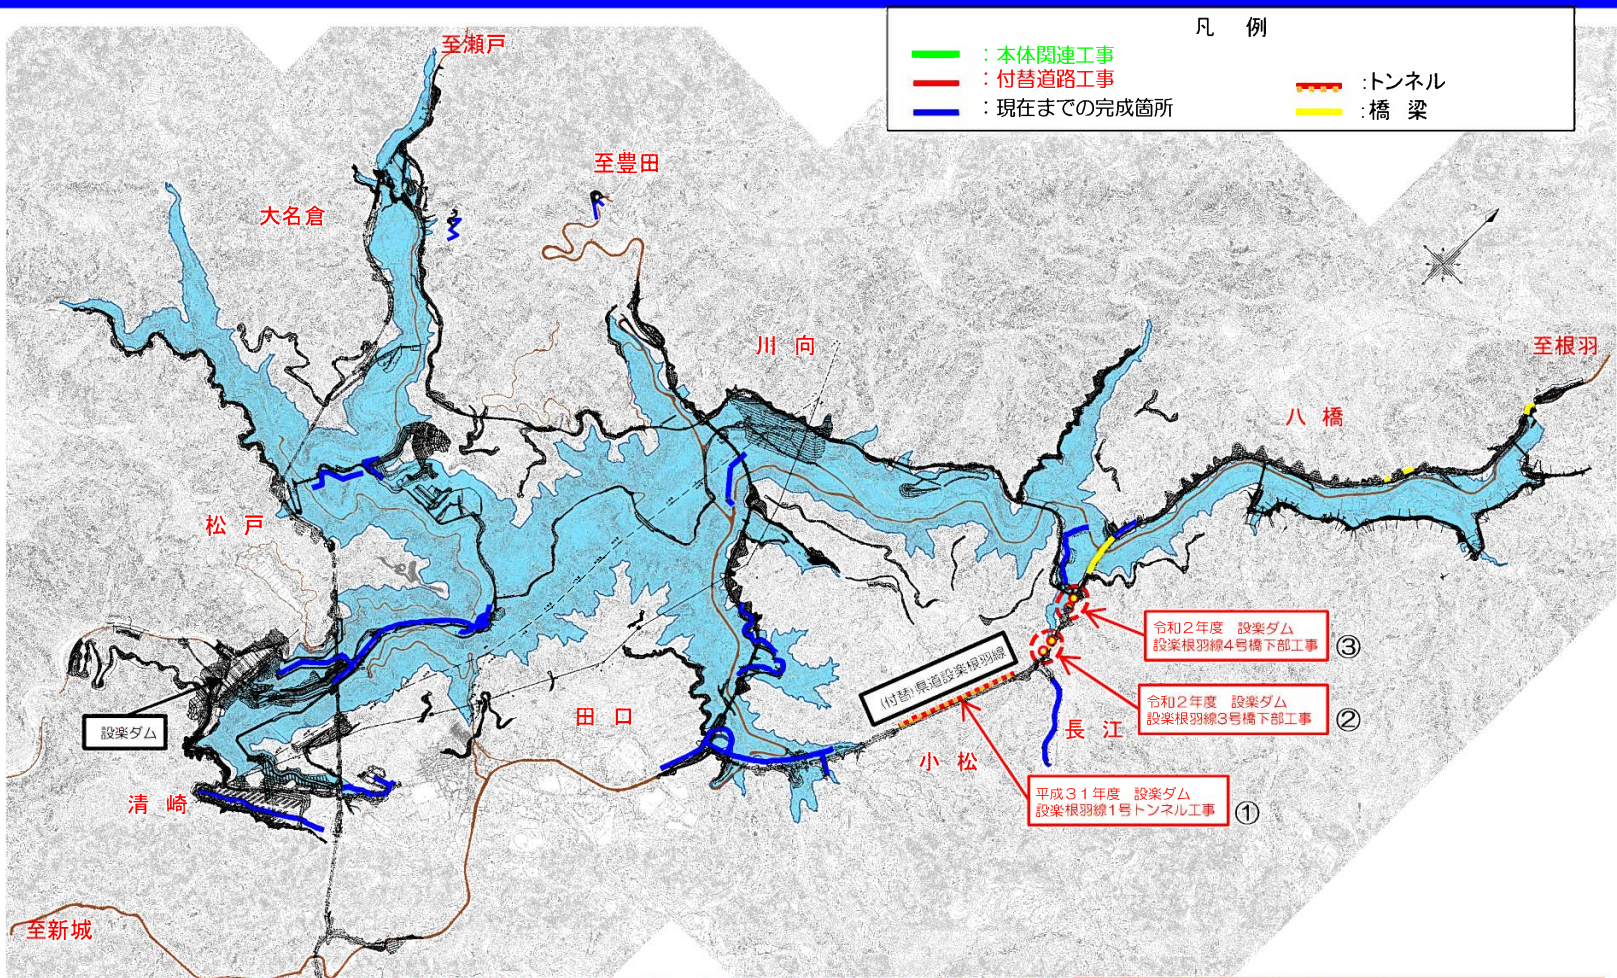 凡 例
：本体関連工事
：付替道路工事
：現在までの完成箇所
：トンネル
：橋 梁
至瀬戸
至豊田
大名倉
川 向
至根羽
八 橋
松 戸
令和２年度 設楽ダム
設楽根羽線4号橋下部工事
③
(付替)県道設楽根羽線
令和２年度 設楽ダム
設楽根羽線3号橋下部工事
②
設楽ダム
田 口
長 江
小 松
平成３１年度 設楽ダム
設楽根羽線1号トンネル工事
①
清 崎
至新城